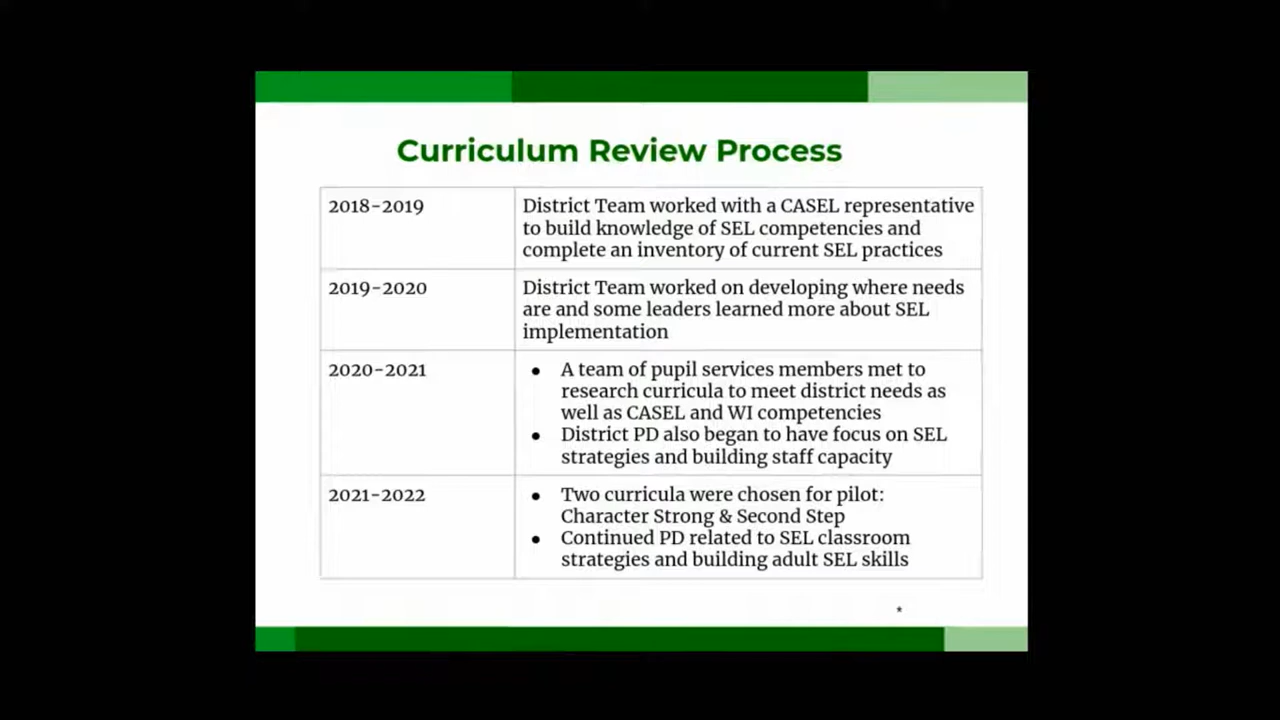 Curriculum Review Process
2018-2019
District Team worked with a CASEL representative
to build knowledge of SEL competencies and
complete an inventory of current SEL practices
2019-2020
District Team worked on developing where needs
are and some leaders learned more about SEL
implementation
2020-2021
● A team of pupil services members met to
research curricula to meet district needs as
well as CASEL and WI competencies
● District PD also began to have focus on SEL
strategies and building staff capacity
2021-2022
● Two curricula were chosen for pilot:
Character Strong & Second Step
● Continued PD related to SEL classroom
strategies and building adult SEL skills
*